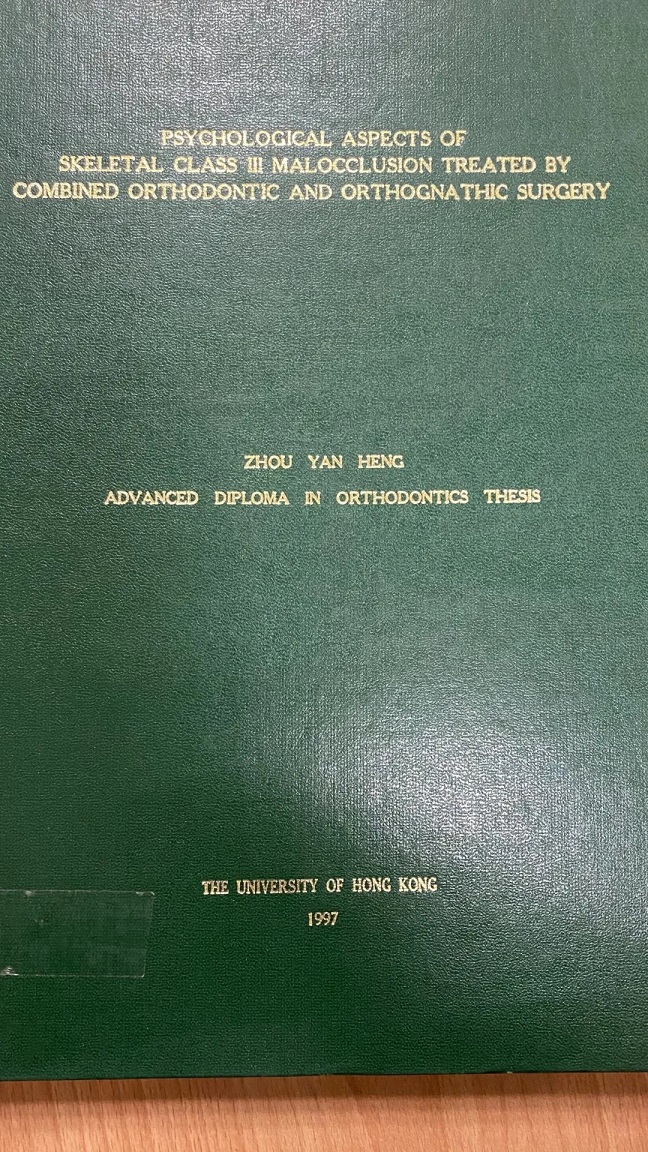 PSYCHOLOGICAL ASPECTS OF
SKELETAL CLASS III MALOCCLUSION TREATED BY
COMBINED ORTHODONTIC AND ORTHOGNATHIC SURGERY
ZHOU YAN HENG
ADVANCED DIPLOMA IN ORTHODONTICS THESIS
THE UNIVERSITY OF HONG KONG
1997